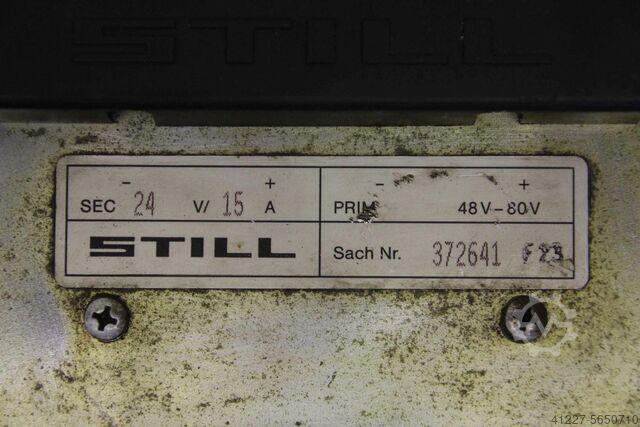 STILL
- + - +
SEC 24 V/ 15 A PRIM 48V-80V
STILL Sach Nr. 372641 F23
41227-5650710